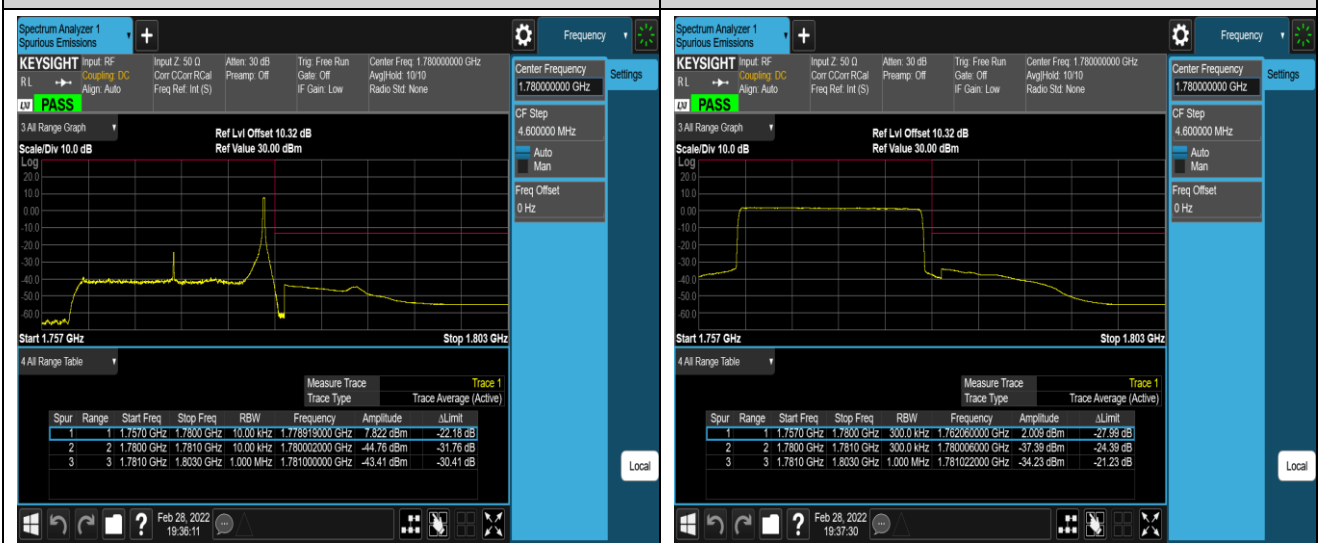 Spectrum Analyzer 1
Spurious Emissions
+
Frequency
KEYSIGHT
RL
Input: RF
Coupling: DC
Align: Auto
Input Z: 50 Ω
Corr CCorr RCal
Freq Ref: Int (S)
Atten: 30 dB
Preamp: Off
Trig: Free Run
Gate: Off
IF Gain: Low
Center Freq: 1.780000000 GHz
Avg|Hold: 10/10
Radio Std: None
LXI PASS
Center Frequency
1.780000000 GHz
Settings
CF Step
4.600000 MHz
Auto
Man
Freq Offset
0 Hz
3 All Range Graph
Ref Lvl Offset 10.32 dB
Scale/Div 10.0 dB
Ref Value 30.00 dBm
Log
20.0
10.0
0.00
-10.0
-20.0
-30.0
-40.0
-50.0
-60.0
Start 1.757 GHz
Stop 1.803 GHz
4 All Range Table
Measure Trace Trace 1
Trace Type Trace Average (Active)
Spur Range Start Freq Stop Freq RBW Frequency Amplitude ΔLimit
1 1 1.7570 GHz 1.7800 GHz 10.00 kHz 1.778919000 GHz 7.822 dBm -22.18 dB
2 2 1.7800 GHz 1.7810 GHz 10.00 kHz 1.780002000 GHz -44.76 dBm -31.76 dB
3 3 1.7810 GHz 1.8030 GHz 1.000 MHz 1.781000000 GHz -43.41 dBm -30.41 dB
Local
?
Feb 28, 2022
19:36:11
Spectrum Analyzer 1
Spurious Emissions
+
Frequency
KEYSIGHT
RL
Input: RF
Coupling: DC
Align: Auto
Input Z: 50 Ω
Corr CCorr RCal
Freq Ref: Int (S)
Atten: 30 dB
Preamp: Off
Trig: Free Run
Gate: Off
IF Gain: Low
Center Freq: 1.780000000 GHz
Avg|Hold: 10/10
Radio Std: None
LXI PASS
Center Frequency
1.780000000 GHz
Settings
CF Step
4.600000 MHz
Auto
Man
Freq Offset
0 Hz
3 All Range Graph
Ref Lvl Offset 10.32 dB
Scale/Div 10.0 dB
Ref Value 30.00 dBm
Log
20.0
10.0
0.00
-10.0
-20.0
-30.0
-40.0
-50.0
-60.0
Start 1.757 GHz
Stop 1.803 GHz
4 All Range Table
Measure Trace Trace 1
Trace Type Trace Average (Active)
Spur Range Start Freq Stop Freq RBW Frequency Amplitude ΔLimit
1 1 1.7570 GHz 1.7800 GHz 300.0 kHz 1.762060000 GHz 2.009 dBm -27.99 dB
2 2 1.7800 GHz 1.7810 GHz 300.0 kHz 1.780006000 GHz -37.39 dBm -24.39 dB
3 3 1.7810 GHz 1.8030 GHz 1.000 MHz 1.781022000 GHz -34.23 dBm -21.23 dB
Local
?
Feb 28, 2022
19:37:30